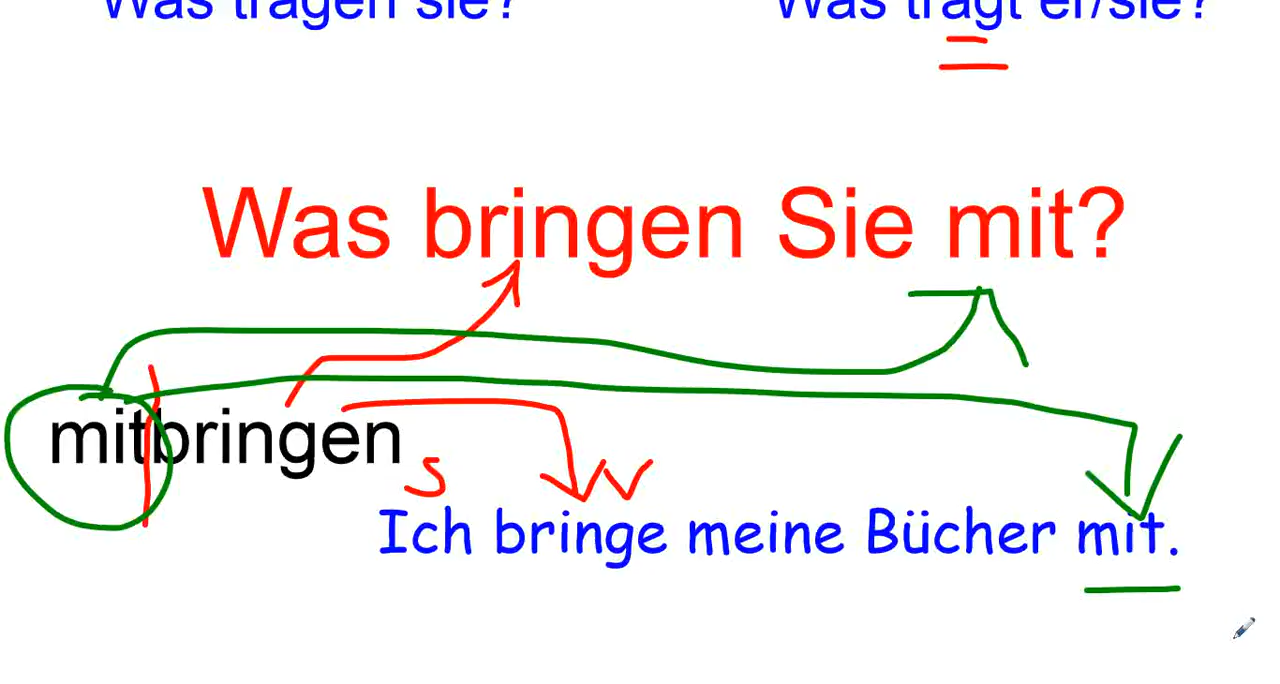 Was tragen sie? Was trägt er/sie?
Was bringen Sie mit?
mitbringen
S V
Ich bringe meine Bücher mit.